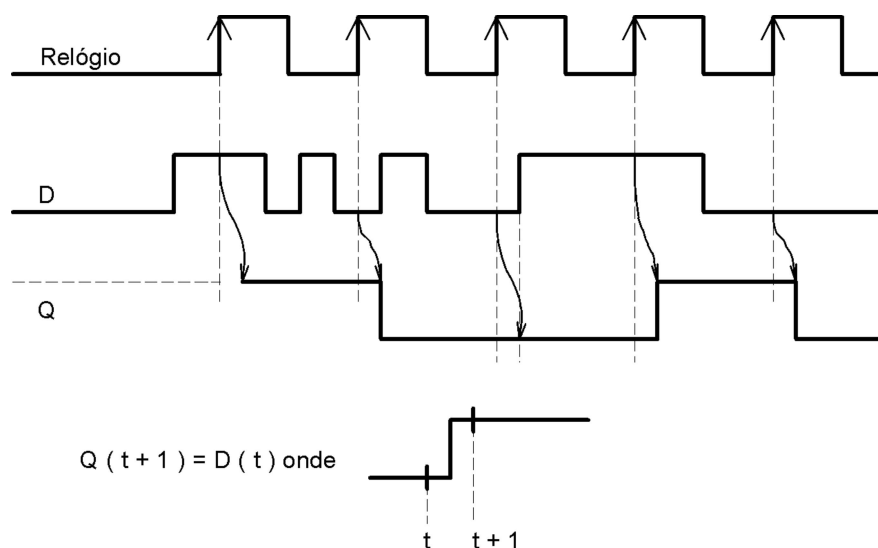 Relógio
D
Q
Q ( t + 1 ) = D ( t ) onde
t
t + 1